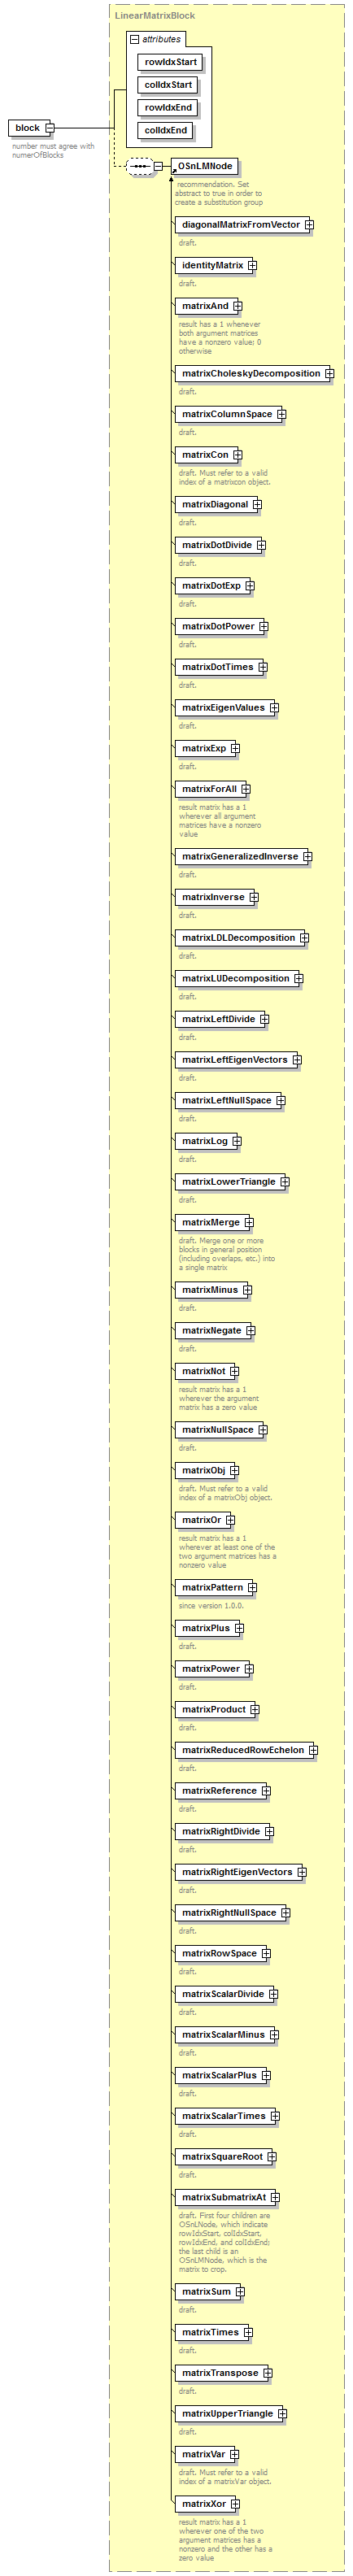 LinearMatrixBlock
attributes
rowIdxStart
colIdxStart
rowIdxEnd
colIdxEnd
block
number must agree with
numerOfBlocks
OSnLMNode
recommendation. Set
abstract to true in order to
create a substitution group
diagonalMatrixFromVector
draft.
identityMatrix
draft.
matrixAnd
result has a 1 whenever
both argument matrices
have a nonzero value; 0
otherwise
matrixCholeskyDecomposition
draft.
matrixColumnSpace
draft.
matrixCon
draft. Must refer to a valid
index of a matrixcon object.
matrixDiagonal
draft.
matrixDotDivide
draft.
matrixDotExp
draft.
matrixDotPower
draft.
matrixDotTimes
draft.
matrixEigenValues
draft.
matrixExp
draft.
matrixForAll
result matrix has a 1
wherever all argument
matrices have a nonzero
value
matrixGeneralizedInverse
draft.
matrixInverse
draft.
matrixLDLDecomposition
draft.
matrixLUDecomposition
draft.
matrixLeftDivide
draft.
matrixLeftEigenVectors
draft.
matrixLeftNullSpace
draft.
matrixLog
draft.
matrixLowerTriangle
draft.
matrixMerge
draft. Merge one or more
blocks in general position
(including overlaps, etc.) into
a single matrix
matrixMinus
draft.
matrixNegate
draft.
matrixNot
result matrix has a 1
wherever the argument
matrix has a zero value
matrixNullSpace
draft.
matrixObj
draft. Must refer to a valid
index of a matrixObj object.
matrixOr
result matrix has a 1
wherever at least one of the
two argument matrices has a
nonzero value
matrixPattern
since version 1.0.0.
matrixPlus
draft.
matrixPower
draft.
matrixProduct
draft.
matrixReducedRowEchelon
draft.
matrixReference
draft.
matrixRightDivide
draft.
matrixRightEigenVectors
draft.
matrixRightNullSpace
draft.
matrixRowSpace
draft.
matrixScalarDivide
draft.
matrixScalarMinus
draft.
matrixScalarPlus
draft.
matrixScalarTimes
draft.
matrixSquareRoot
draft.
matrixSubmatrixAt
draft. First four children are
OSnLNode, which indicate
rowIdxStart, colIdxStart,
rowIdxEnd, and colIdxEnd;
the last child is an
OSnLMNode, which is the
matrix to crop.
matrixSum
draft.
matrixTimes
draft.
matrixTranspose
draft.
matrixUpperTriangle
draft.
matrixVar
draft. Must refer to a valid
index of a matrixVar object.
matrixXor
result matrix has a 1
wherever one of the two
argument matrices has a
nonzero and the other has a
zero value